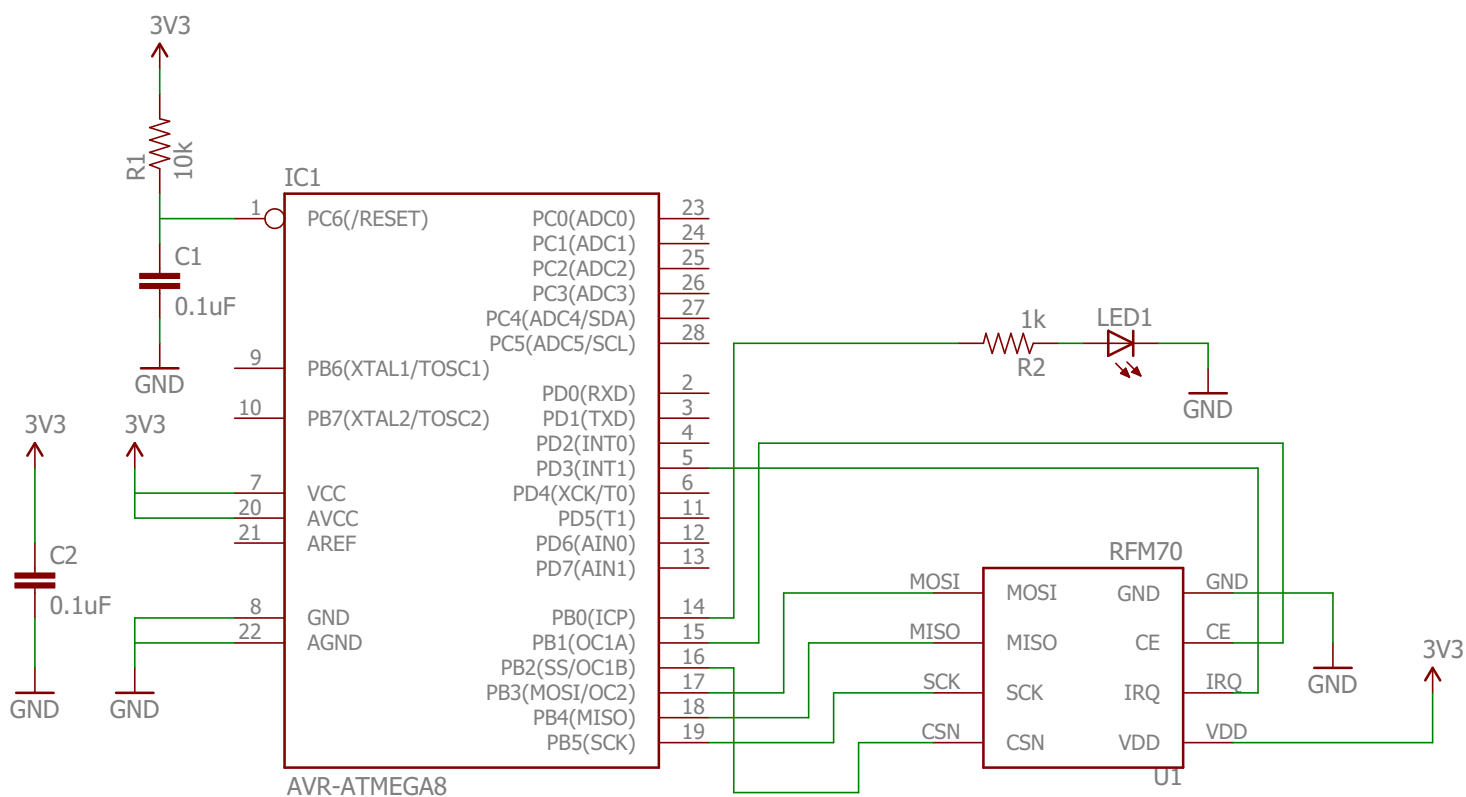 3V3
R1
10k
IC1
1
PC6(/RESET)
PC0(ADC0)
23
PC1(ADC1)
24
C1
PC2(ADC2)
25
PC3(ADC3)
26
0.1uF
PC4(ADC4/SDA)
27
1k
LED1
PC5(ADC5/SCL)
28
9
PB6(XTAL1/TOSC1)
R2
GND
PD0(RXD)
2
GND
10
PB7(XTAL2/TOSC2)
PD1(TXD)
3
3V3
3V3
PD2(INT0)
4
PD3(INT1)
5
7
VCC
PD4(XCK/T0)
6
20
AVCC
PD5(T1)
11
21
AREF
PD6(AIN0)
12
C2
PD7(AIN1)
13
RFM70
0.1uF
MOSI
MOSI
GND
GND
8
GND
PB0(ICP)
14
22
AGND
PB1(OC1A)
15
MISO
MISO
CE
CE
PB2(SS/OC1B)
16
3V3
PB3(MOSI/OC2)
17
SCK
SCK
IRQ
IRQ
GND
GND
GND
PB4(MISO)
18
PB5(SCK)
19
CSN
CSN
VDD
VDD
AVR-ATMEGA8
U1